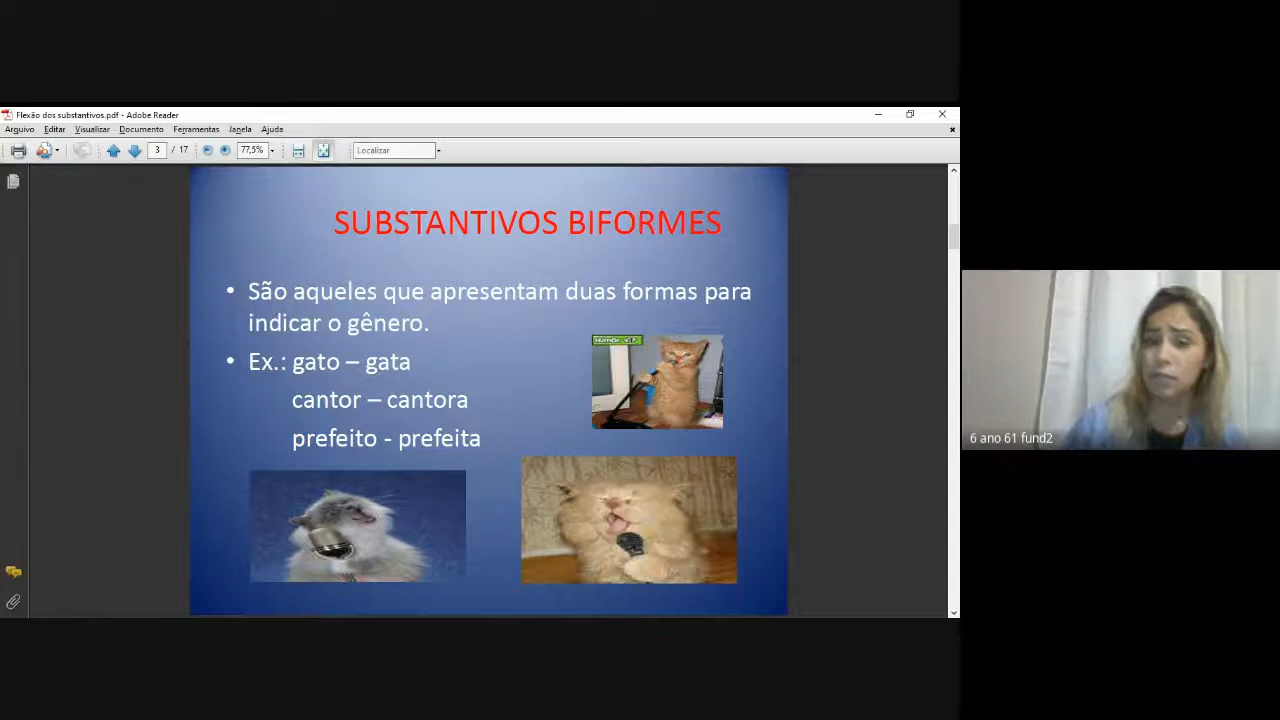 Flexão dos substantivos.pdf - Adobe Reader
Arquivo Editar Visualizar Documento Ferramentas Janela Ajuda
3 / 17 77,5% Localizar
SUBSTANTIVOS BIFORMES
• São aqueles que apresentam duas formas para
indicar o gênero.
• Ex.: gato – gata
cantor – cantora
prefeito - prefeita
Humor VIP
6 ano 61 fund2